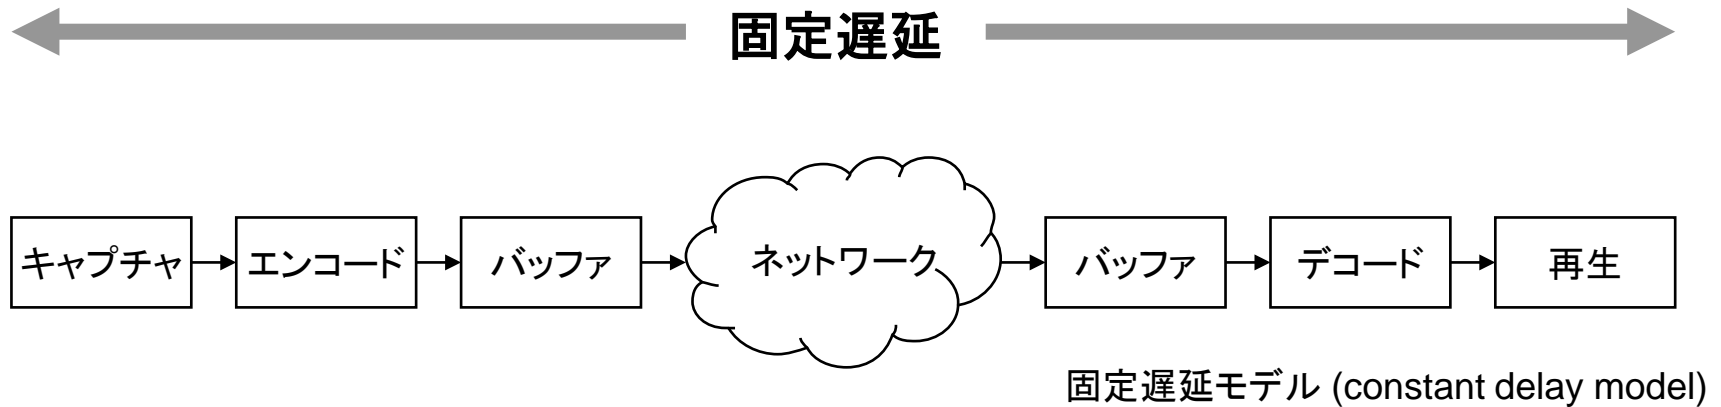 固定遅延
キャプチャ エンコード バッファ ネットワーク バッファ デコード 再生
固定遅延モデル (constant delay model)